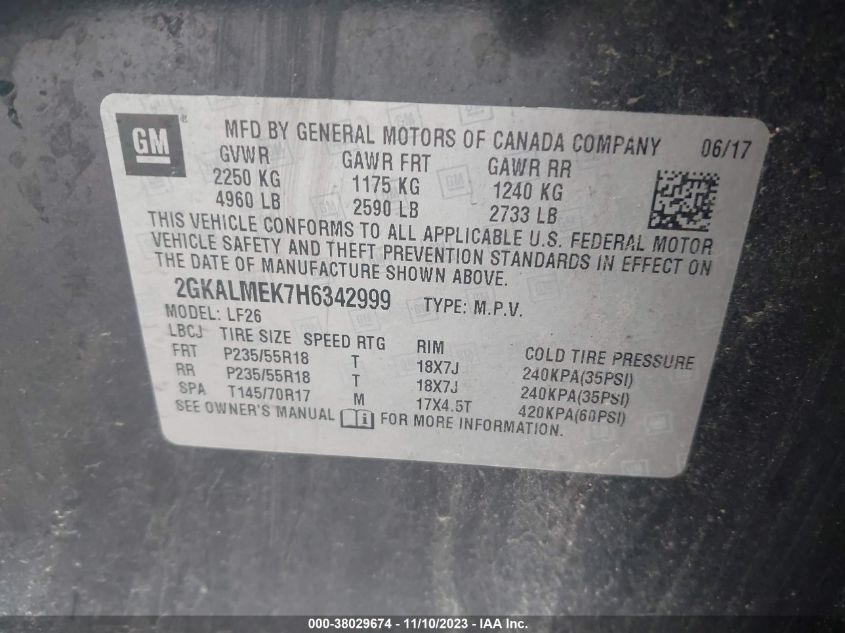 GM ® MFD BY GENERAL MOTORS OF CANADA COMPANY 06/17
GVWR GAWR FRT GAWR RR
2250 KG 1175 KG 1240 KG
4960 LB 2590 LB 2733 LB
THIS VEHICLE CONFORMS TO ALL APPLICABLE U.S. FEDERAL MOTOR
VEHICLE SAFETY AND THEFT PREVENTION STANDARDS IN EFFECT ON
THE DATE OF MANUFACTURE SHOWN ABOVE.
2GKALMEK7H6342999 TYPE: M.P.V.
MODEL: LF26
LBCJ TIRE SIZE SPEED RTG RIM COLD TIRE PRESSURE
FRT P235/55R18 T 18X7J 240KPA(35PSI)
RR P235/55R18 T 18X7J 240KPA(35PSI)
SPA T145/70R17 M 17X4.5T 420KPA(60PSI)
SEE OWNER'S MANUAL FOR MORE INFORMATION.
000-38029674 - 11/10/2023 - IAA Inc.